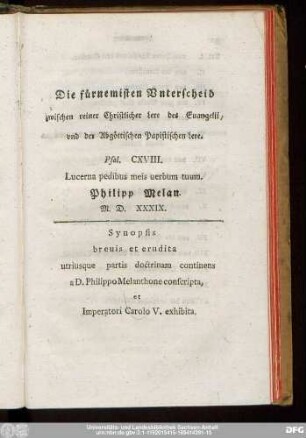 Die fürnemisten Unterscheid
zwischen reiner Christlicher lere des Euangelii,
vnd der Abgöttischen Papistischen lere.
Psal. CXVIII.
Lucerna pedibus meis uerbum tuum.
Philipp Melan.
M. D. XXXIX.
Synopsis
breuis et erudita
utriusque partis doctrinam continens
a D. Philippo Melanthone conscripta,
et
Imperatori Carolo V. exhibita.
Universitäts- und Landesbibliothek Sachsen-Anhalt
DFG